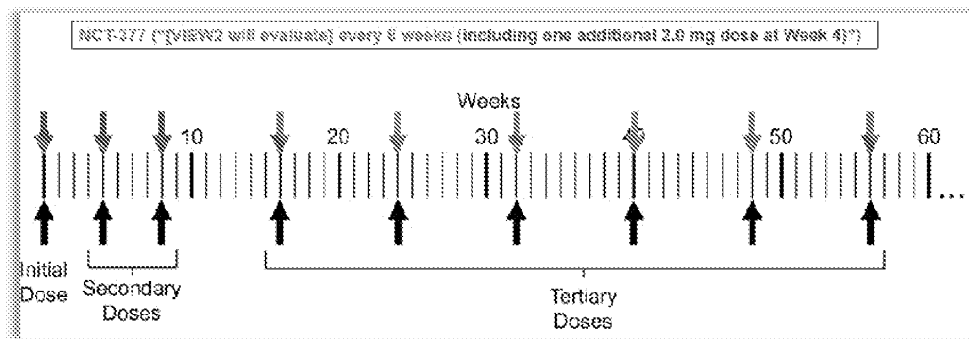 NCT-377 ("[VIEW2 will evaluate] every 8 weeks (including one additional 2.0 mg dose at Week 4)")
Weeks
10 20 30 40 50 60
...
Initial
Dose
Secondary
Doses
Tertiary
Doses